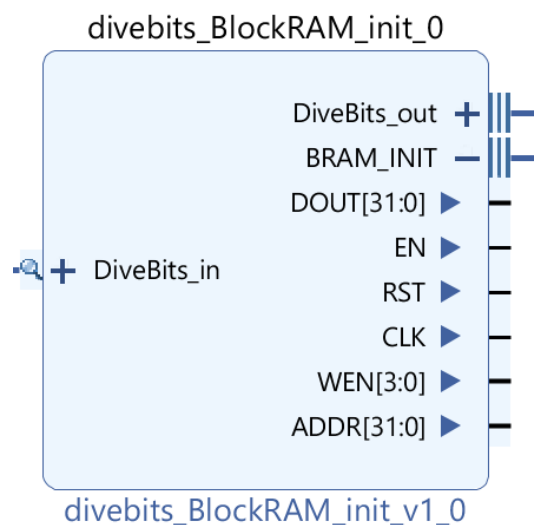 divebits_BlockRAM_init_0
DiveBits_out
BRAM_INIT
DOUT[31:0]
EN
DiveBits_in
RST
CLK
WEN[3:0]
ADDR[31:0]
divebits_BlockRAM_init_v1_0